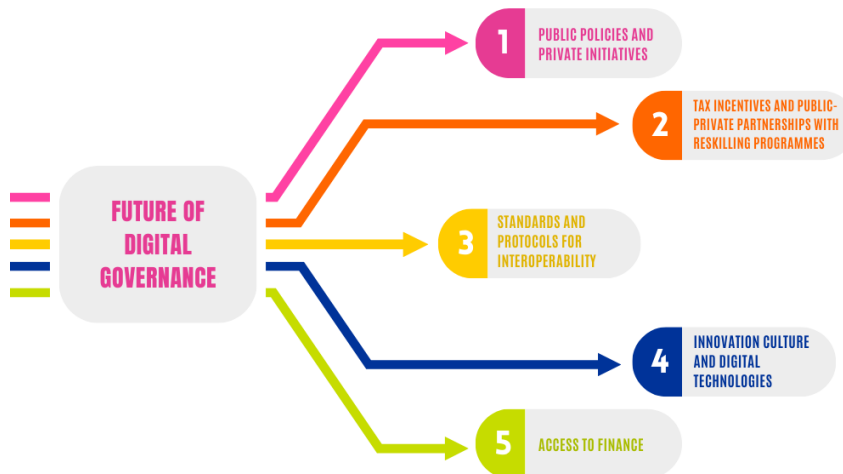 FUTURE OF
DIGITAL
GOVERNANCE
1
PUBLIC POLICIES AND
PRIVATE INITIATIVES
2
TAX INCENTIVES AND PUBLIC-
PRIVATE PARTNERSHIPS WITH
RESKILLING PROGRAMMES
3
STANDARDS AND
PROTOCOLS FOR
INTEROPERABILITY
4
INNOVATION CULTURE
AND DIGITAL
TECHNOLOGIES
5
ACCESS TO FINANCE